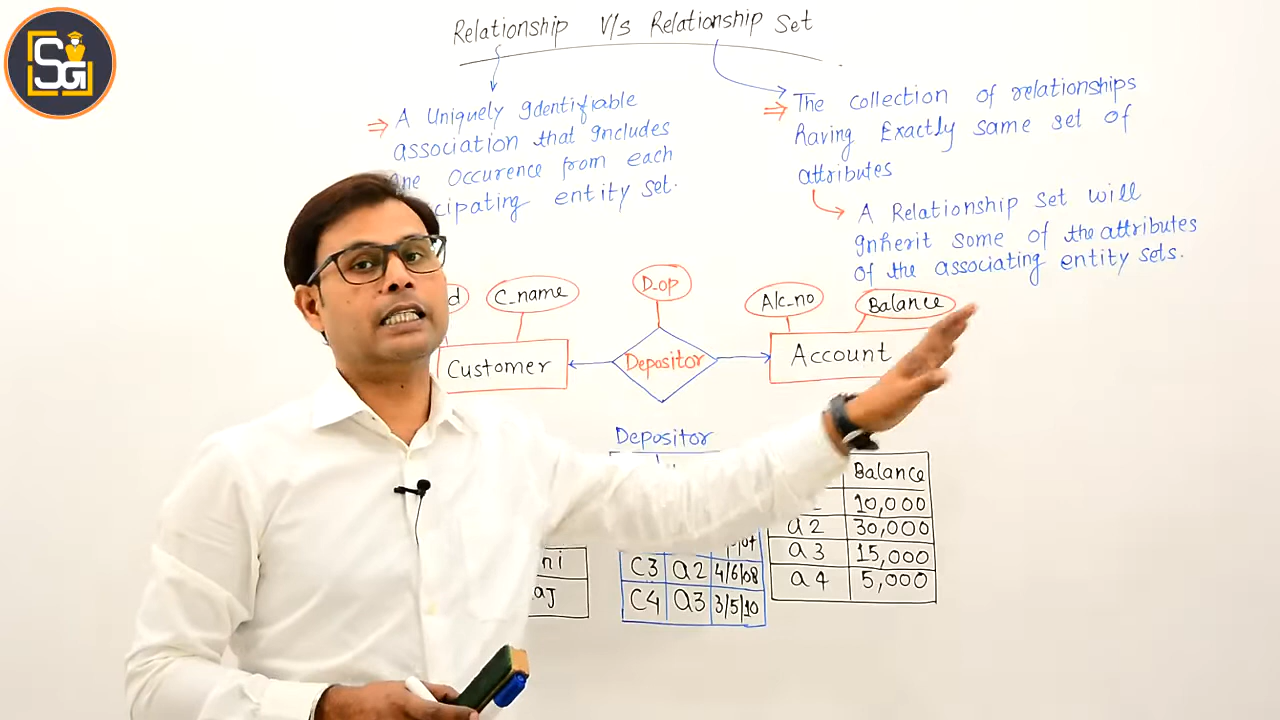 SG
Relationship V/s Relationship Set
⇒ A Uniquely Identifiable
association that Includes
occurence from each
entity set.
⇒ The collection of relationships
having Exactly same set of
attributes
A Relationship set will
Inherit some of the attributes
of the associating entity sets.
C_name
D_op
A/c_no
Balance
Customer
Depositor
Account
Depositor
Balance
10,000
a2 30,000
a3 15,000
a4 5,000
C3 a2 4/6/08
C4 a3 3/5/10